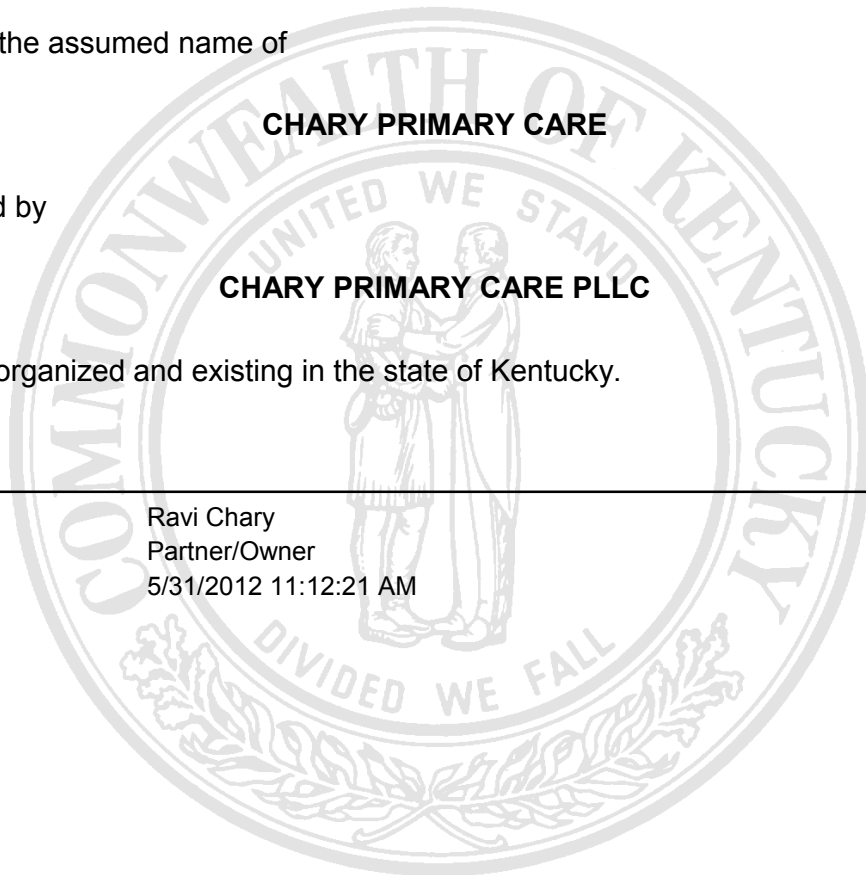 the assumed name of
CHARY PRIMARY CARE
d by
CHARY PRIMARY CARE PLLC
organized and existing in the state of Kentucky.
Ravi Chary
Partner/Owner
5/31/2012 11:12:21 AM
COMMONWEALTH OF KENTUCKY
UNITED WE STAND
DIVIDED WE FALL